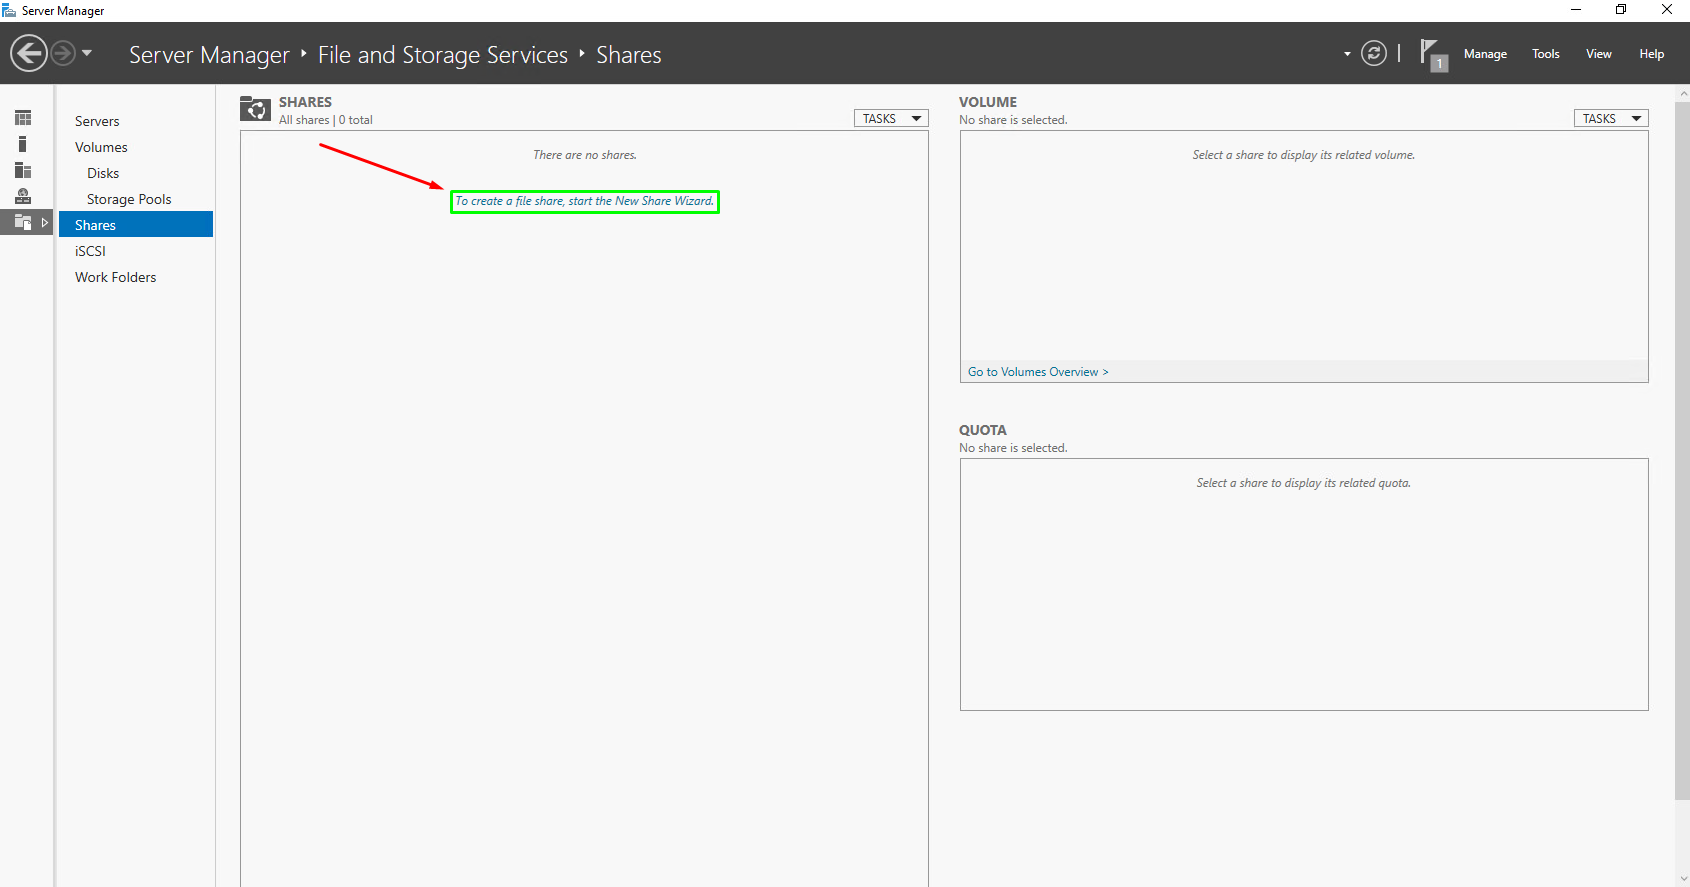 Server Manager
Server Manager ‣ File and Storage Services ‣ Shares
1
Manage
Tools
View
Help
Servers
Volumes
Disks
Storage Pools
Shares
iSCSI
Work Folders
SHARES
All shares | 0 total
TASKS
There are no shares.
To create a file share, start the New Share Wizard.
VOLUME
No share is selected.
TASKS
Select a share to display its related volume.
Go to Volumes Overview >
QUOTA
No share is selected.
Select a share to display its related quota.